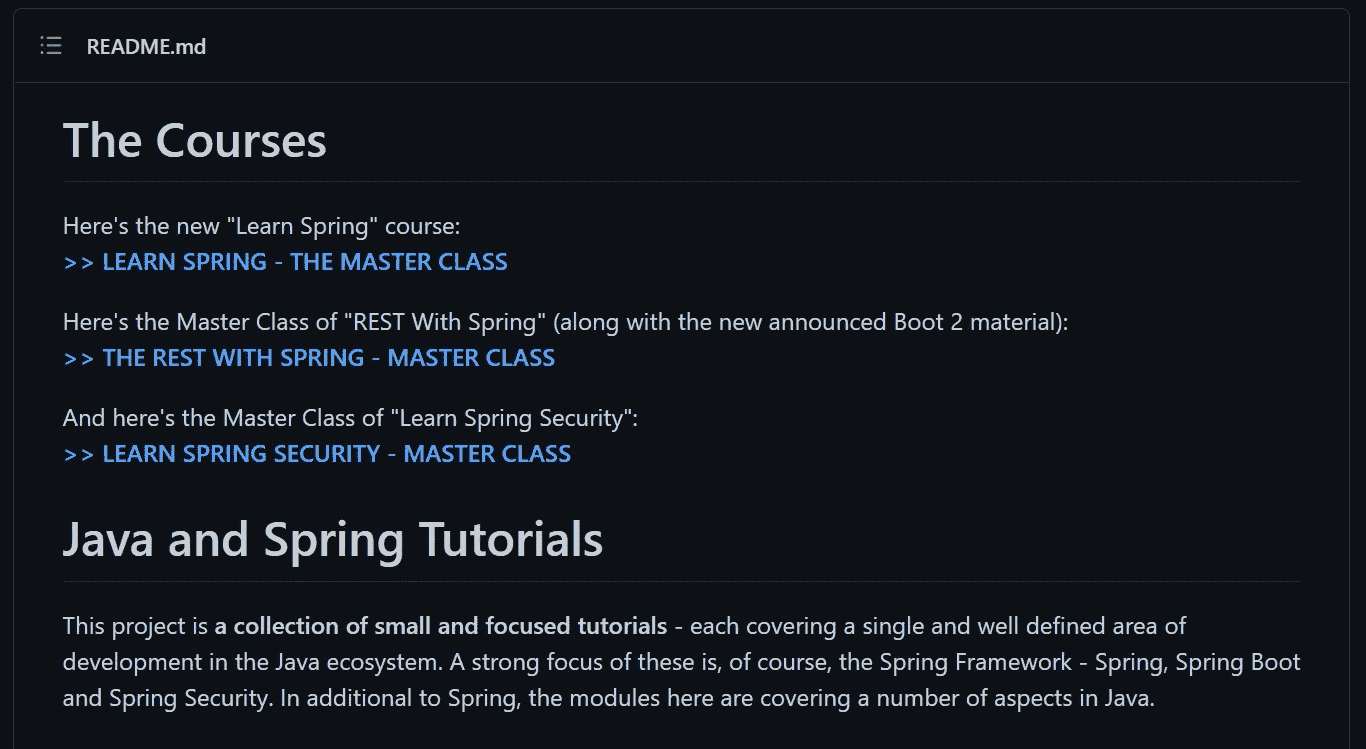 README.md
The Courses
Here's the new "Learn Spring" course:
>> LEARN SPRING - THE MASTER CLASS
Here's the Master Class of "REST With Spring" (along with the new announced Boot 2 material):
>> THE REST WITH SPRING - MASTER CLASS
And here's the Master Class of "Learn Spring Security":
>> LEARN SPRING SECURITY - MASTER CLASS
Java and Spring Tutorials
This project is a collection of small and focused tutorials - each covering a single and well defined area of
development in the Java ecosystem. A strong focus of these is, of course, the Spring Framework - Spring, Spring Boot
and Spring Security. In additional to Spring, the modules here are covering a number of aspects in Java.